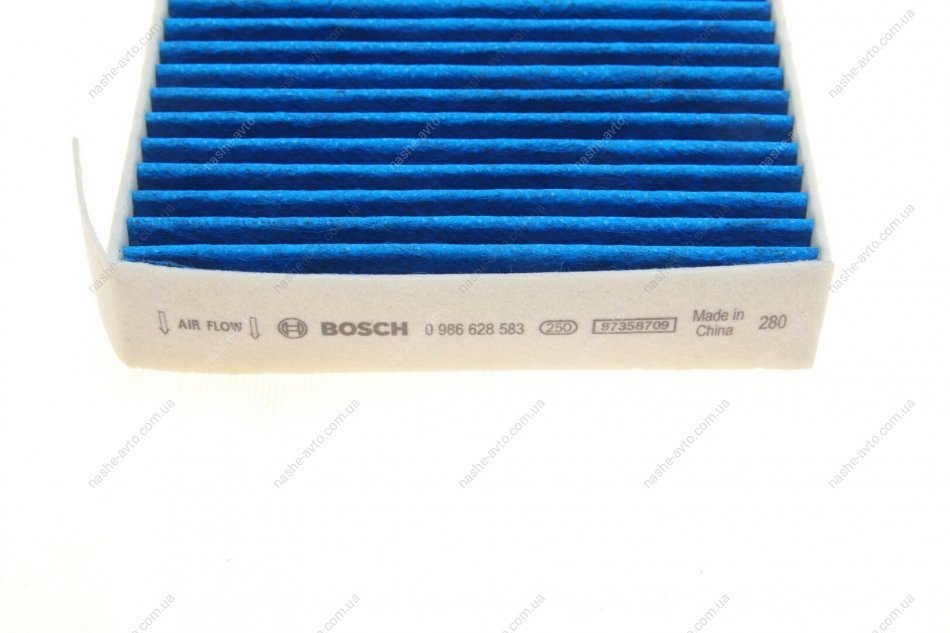 AIR FLOW BOSCH 0 986 628 583 250 97358709 Made in China 280
nashe-avto.com.ua